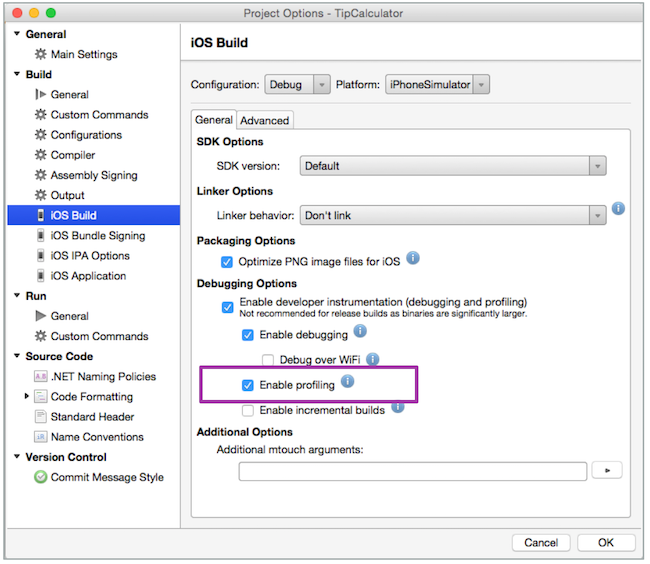 Project Options - TipCalculator
General
Main Settings
Build
General
Custom Commands
Configurations
Compiler
Assembly Signing
Output
iOS Build
iOS Bundle Signing
iOS IPA Options
iOS Application
Run
General
Custom Commands
Source Code
A.B .NET Naming Policies
Code Formatting
Standard Header
Name Conventions
Version Control
Commit Message Style
iOS Build
Configuration: Debug Platform: iPhoneSimulator
General Advanced
SDK Options
SDK version: Default
Linker Options
Linker behavior: Don't link
Packaging Options
Optimize PNG image files for iOS
Debugging Options
Enable developer instrumentation (debugging and profiling)
Not recommended for release builds as binaries are significantly larger.
Enable debugging
Debug over WiFi
Enable profiling
Enable incremental builds
Additional Options
Additional mtouch arguments:
Cancel OK